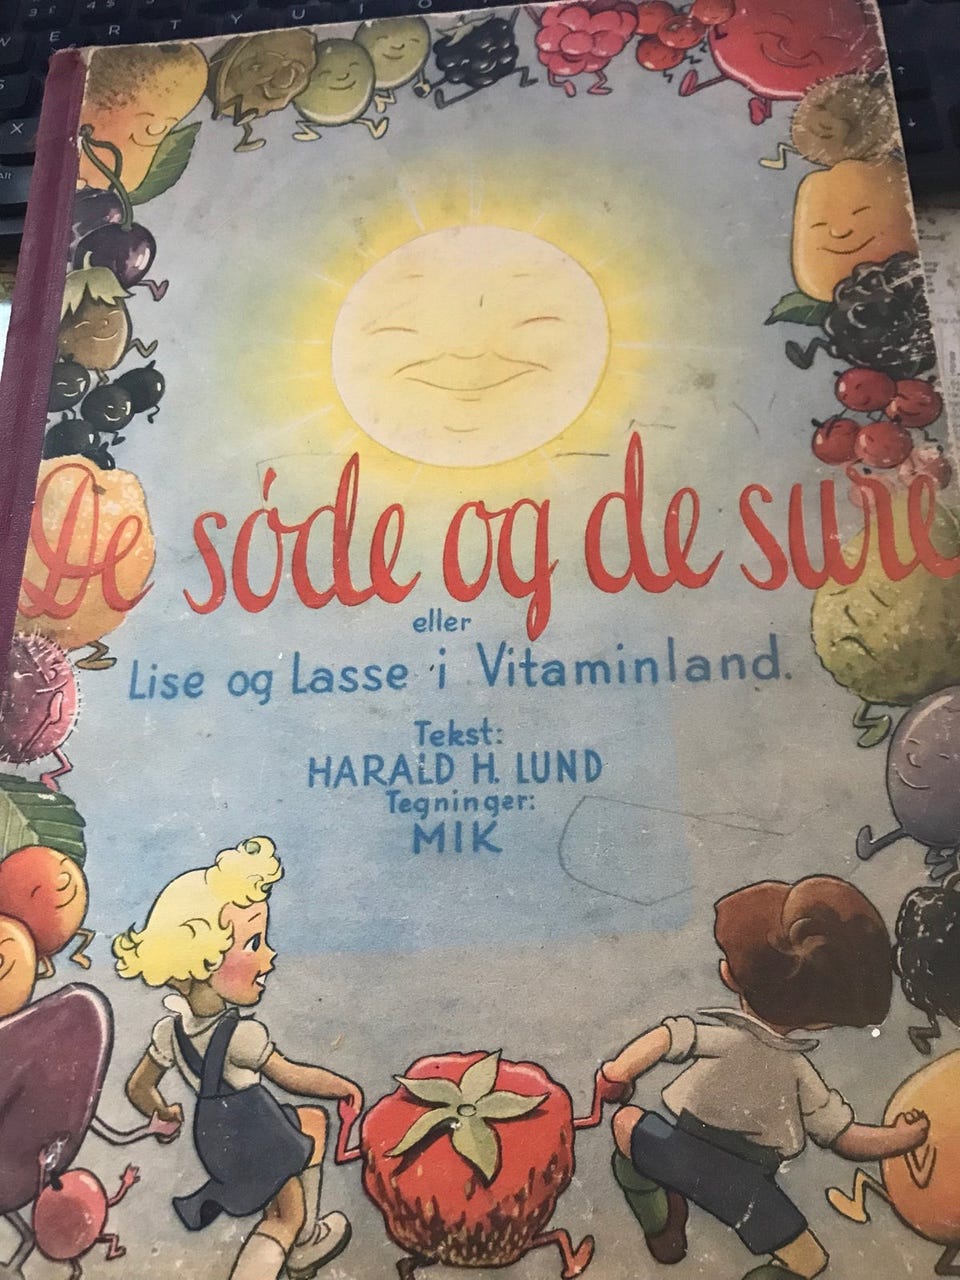 De søde og de sure
eller
Lise og Lasse i Vitaminland.
Tekst:
HARALD H. LUND
Tegninger:
MIK